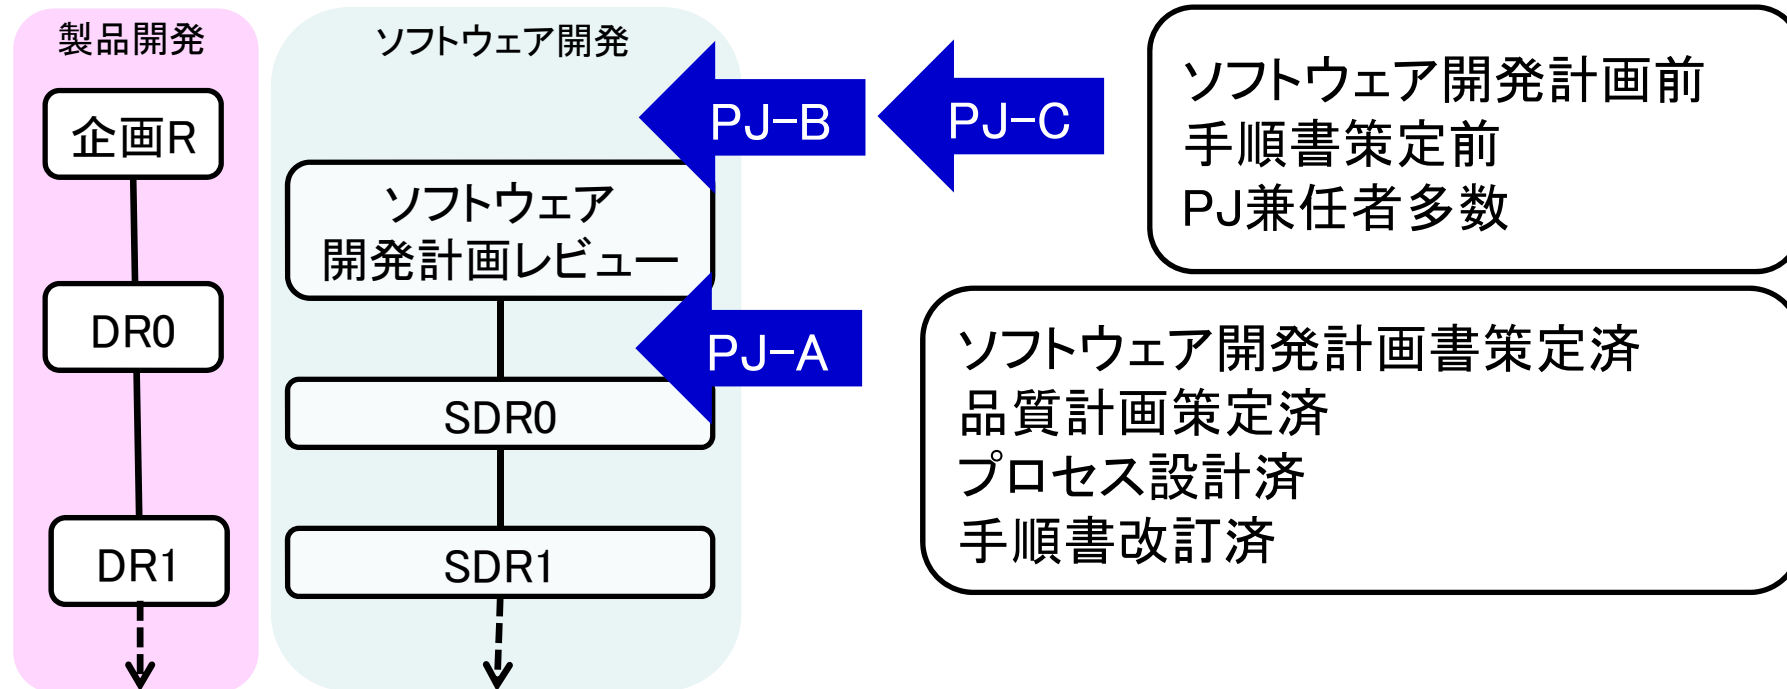 製品開発
企画R
DR0
DR1
ソフトウェア開発
ソフトウェア
開発計画レビュー
SDR0
SDR1
PJ-B
PJ-C
PJ-A
ソフトウェア開発計画前
手順書策定前
PJ兼任者多数
ソフトウェア開発計画書策定済
品質計画策定済
プロセス設計済
手順書改訂済